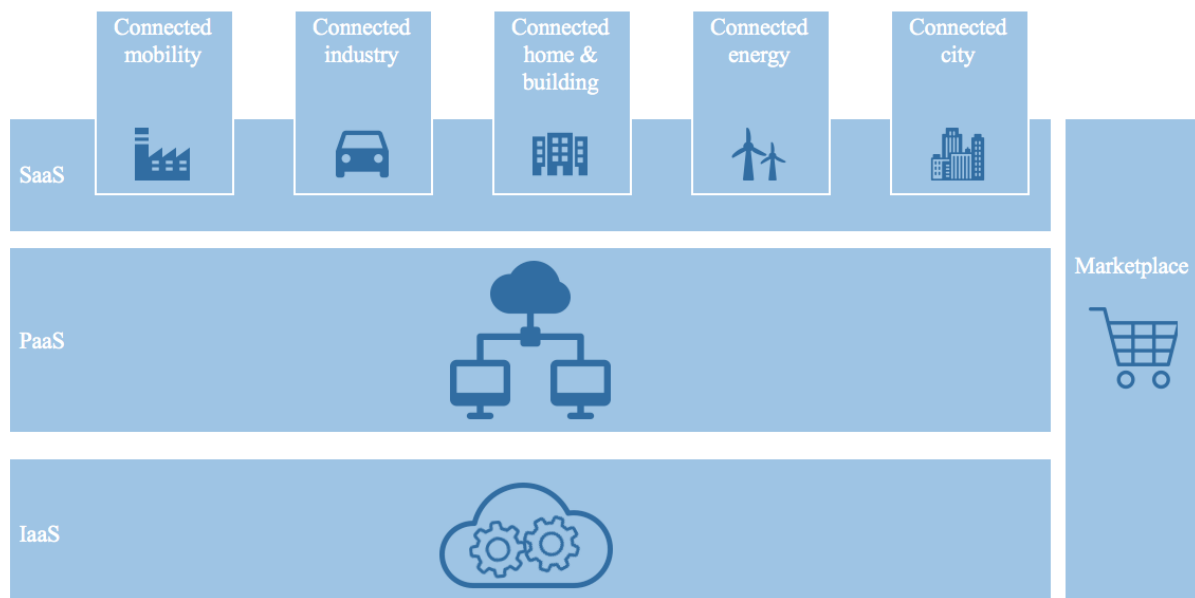 Connected
mobility
Connected
industry
Connected
home &
building
Connected
energy
Connected
city
SaaS
Marketplace
PaaS
IaaS